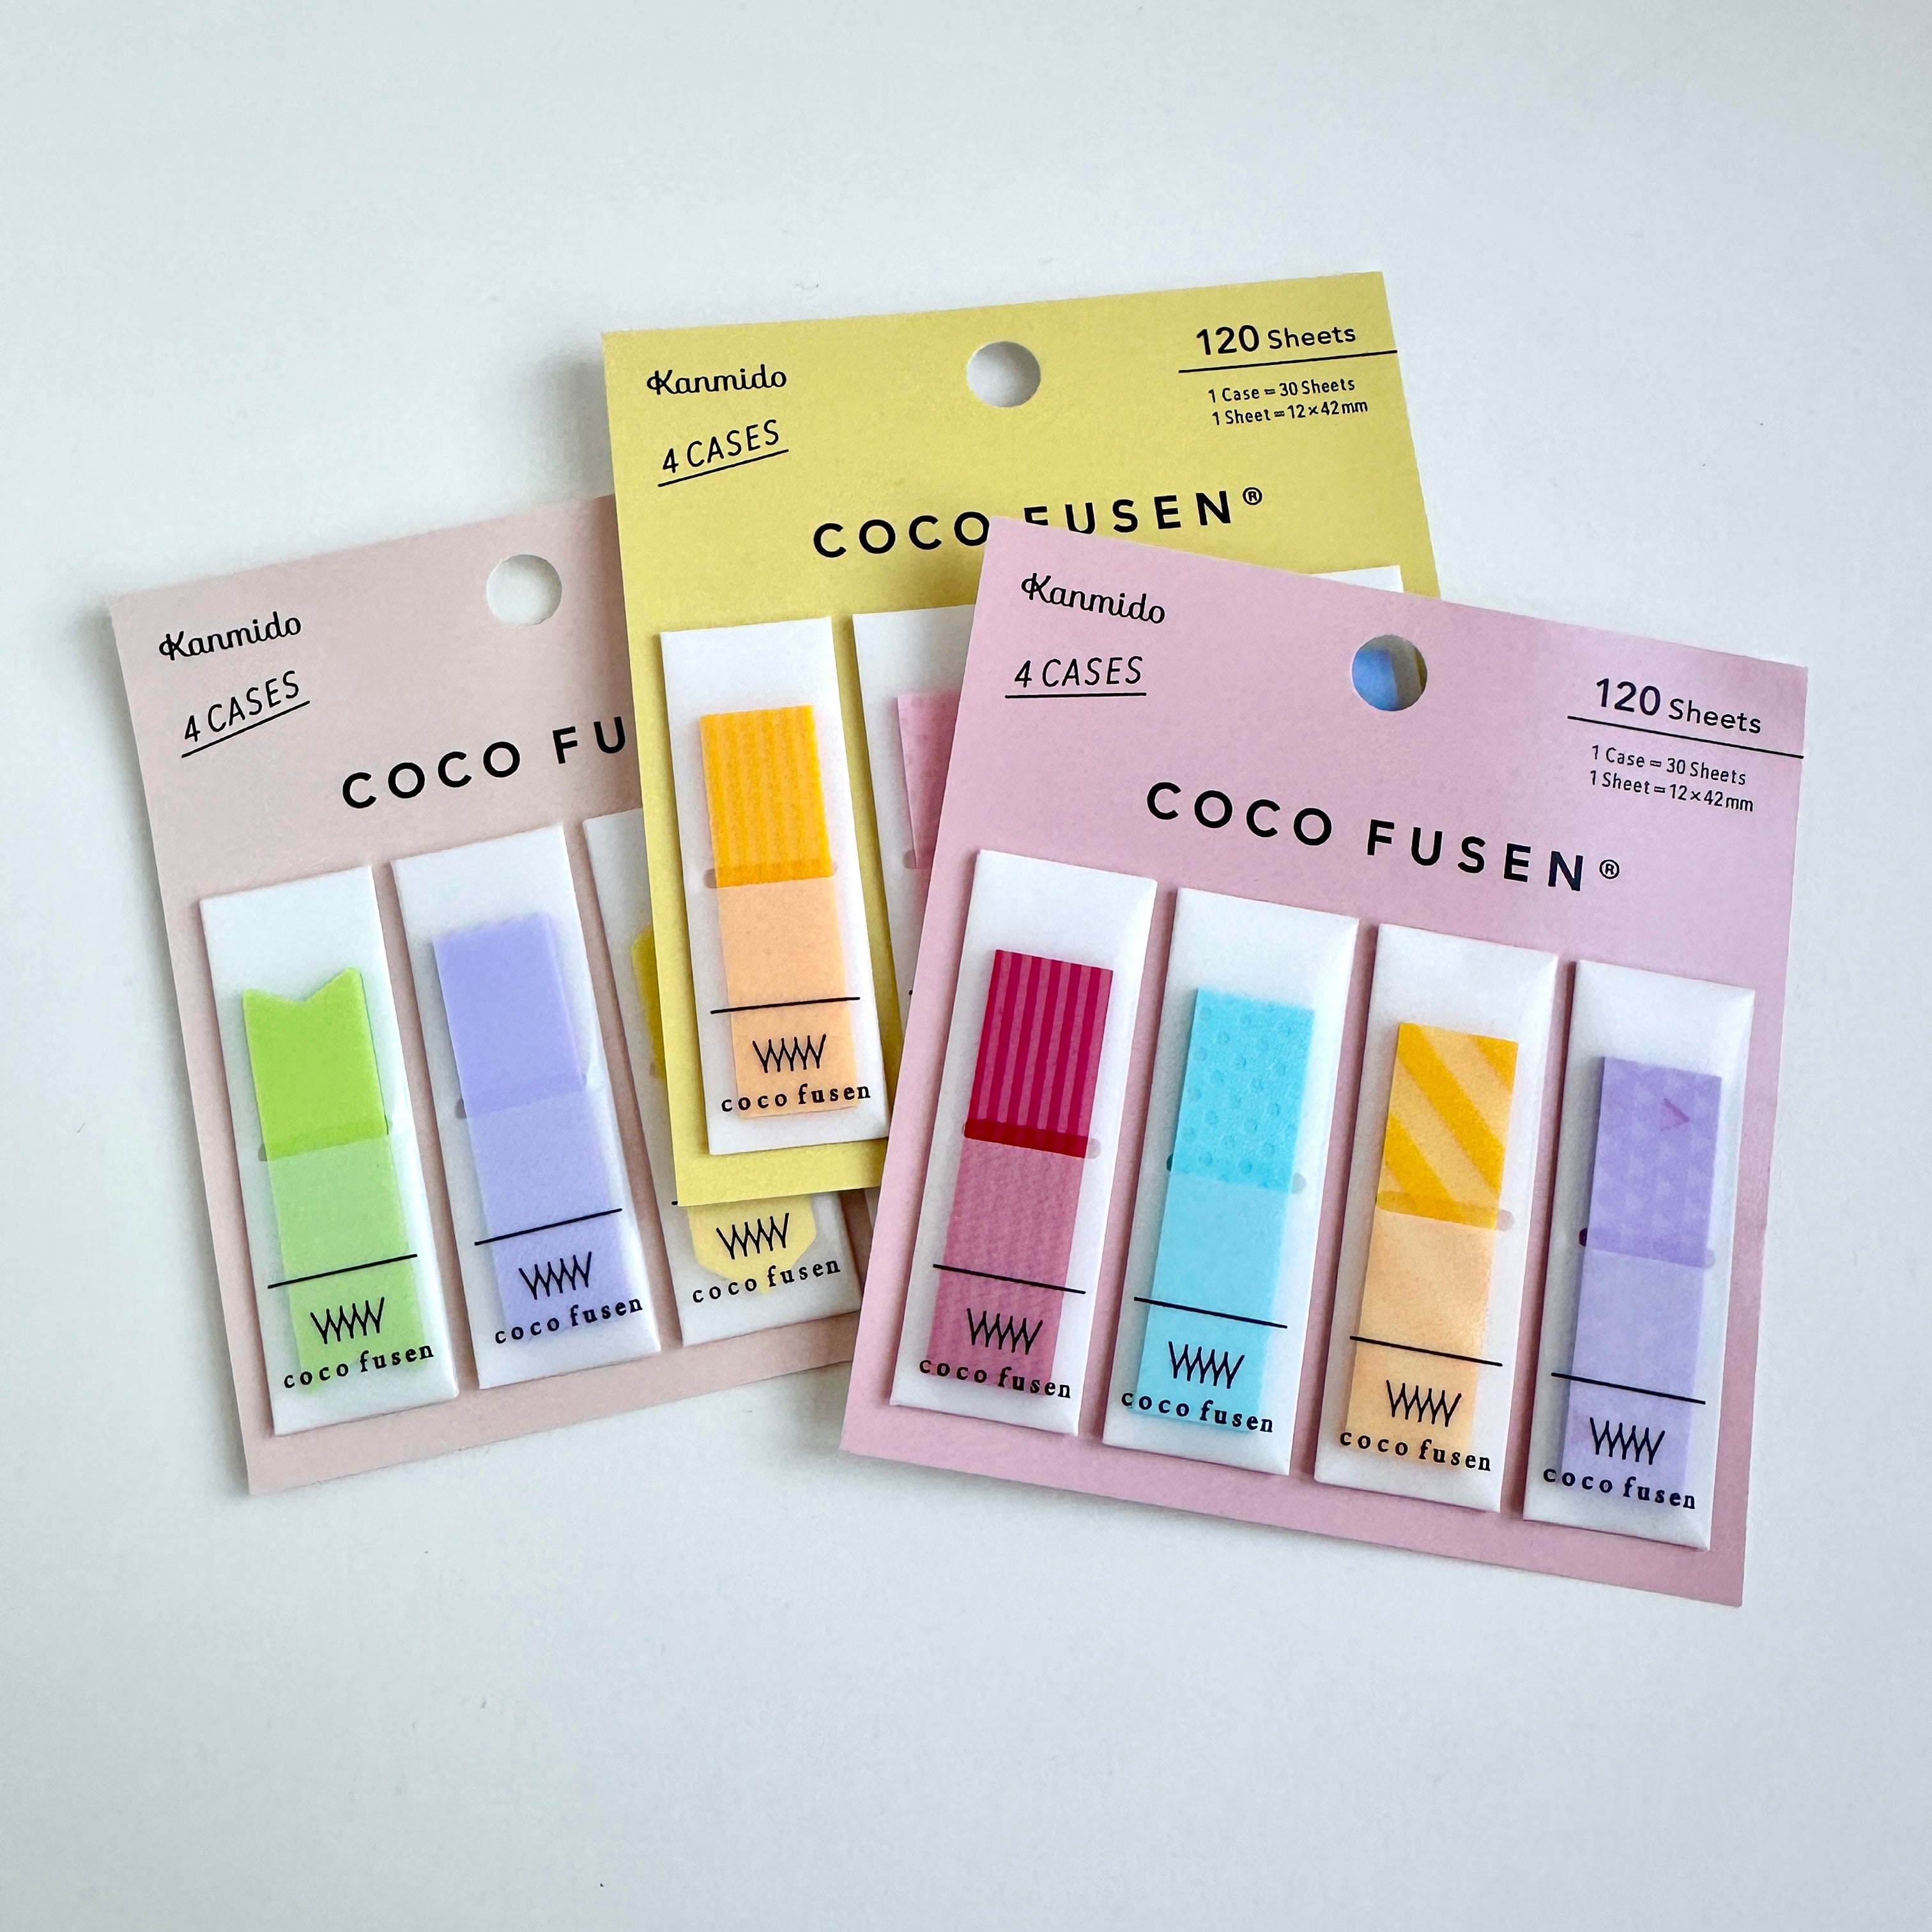 Kanmido
4 CASES
COCO FU
coco fusen
coco fusen
coco fusen
Kanmido
4 CASES
120 Sheets
1 Case = 30 Sheets
1 Sheet = 12×42mm
COCO FUSEN®
coco fusen
Kanmido
4 CASES
120 Sheets
1 Case = 30 Sheets
1 Sheet = 12×42mm
COCO FUSEN®
coco fusen
coco fusen
coco fusen
coco fusen